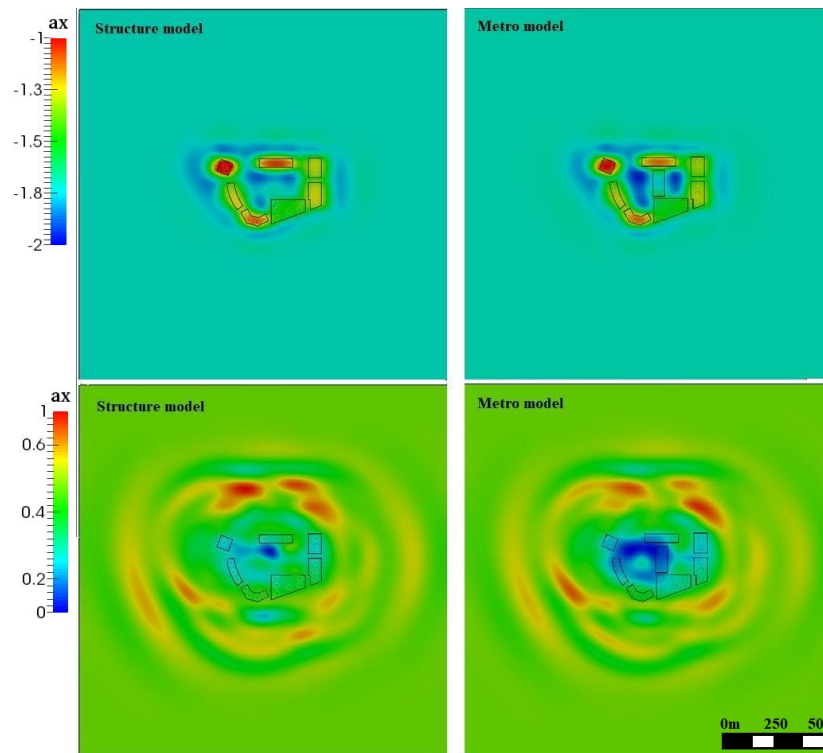 ax
-1
-1.3
-1.5
-1.8
-2
Structure model
Metro model
ax
1
0.6
0.4
0.2
0
Structure model
Metro model
0m 250 50